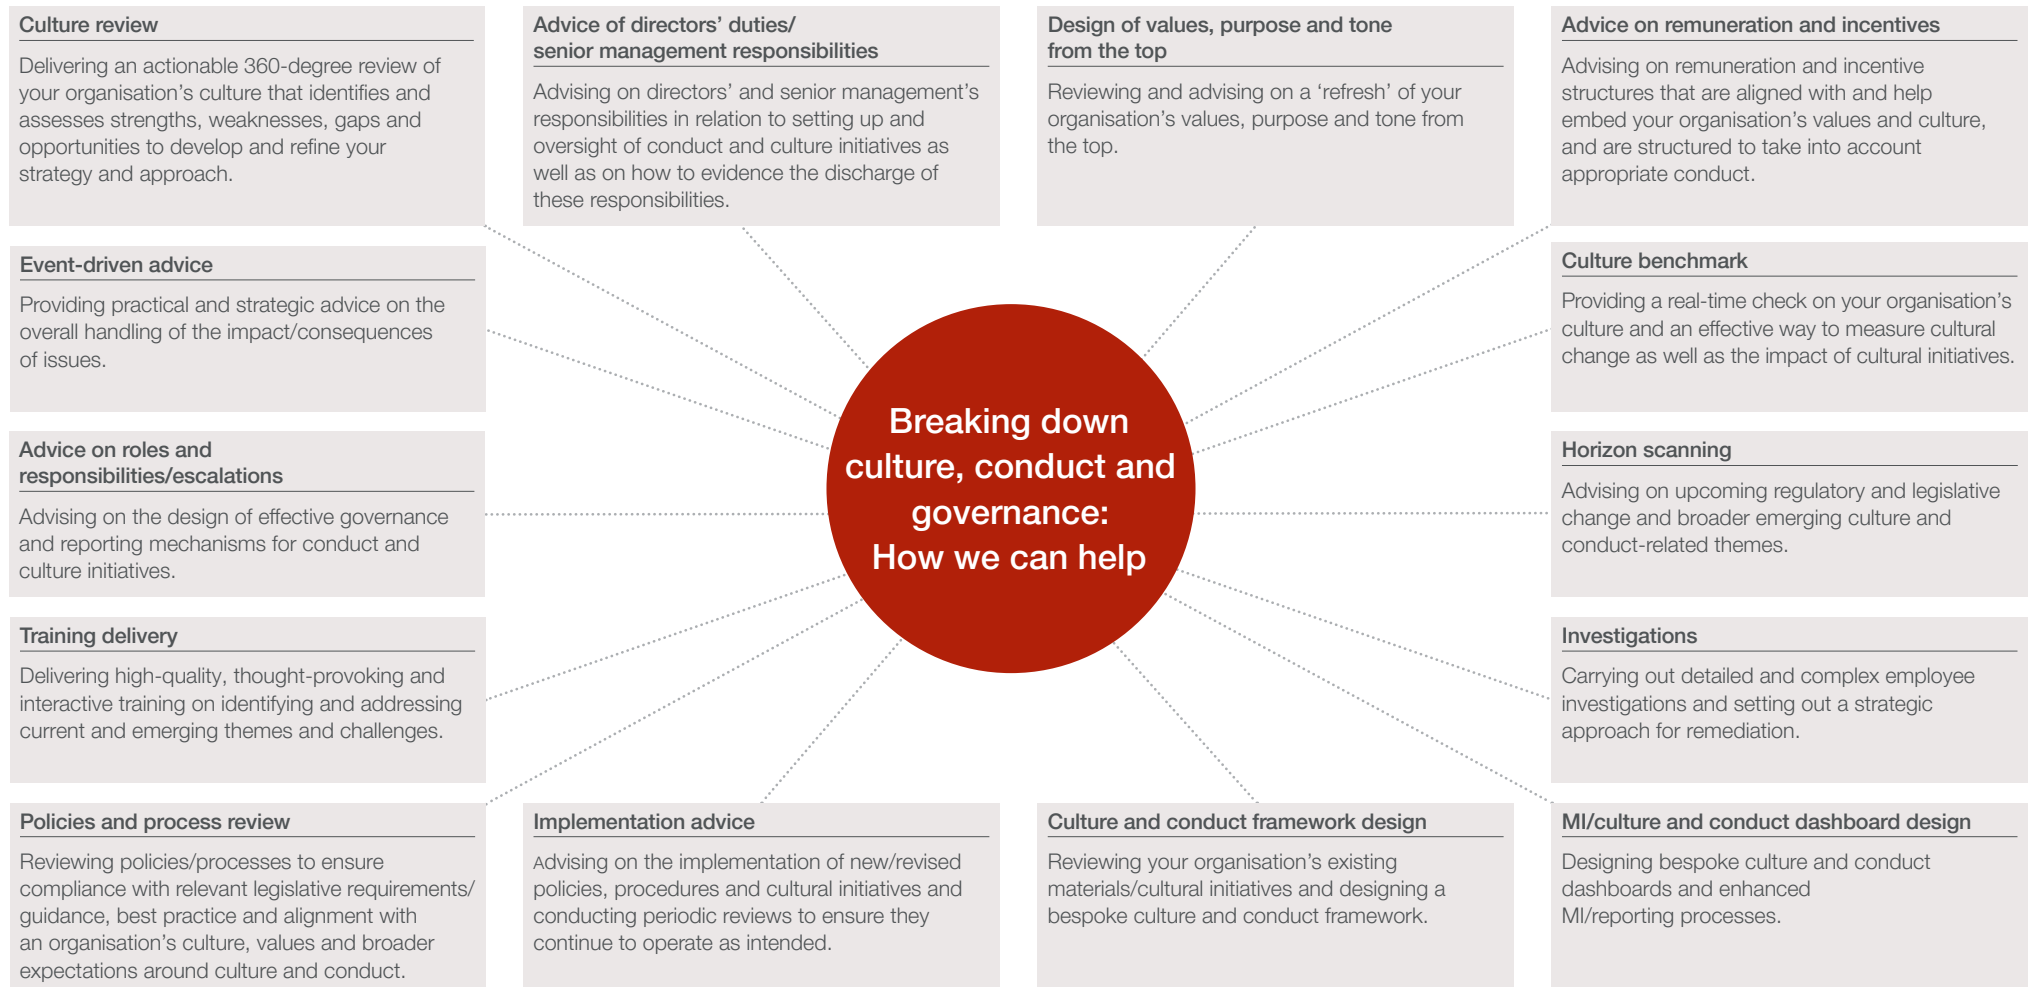 Culture review
Delivering an actionable 360-degree review of
your organisation’s culture that identifies and
assesses strengths, weaknesses, gaps and
opportunities to develop and refine your
strategy and approach.
Advice of directors’ duties/
senior management responsibilities
Advising on directors’ and senior management’s
responsibilities in relation to setting up and
oversight of conduct and culture initiatives as
well as on how to evidence the discharge of
these responsibilities.
Design of values, purpose and tone
from the top
Reviewing and advising on a ‘refresh’ of your
organisation’s values, purpose and tone from
the top.
Advice on remuneration and incentives
Advising on remuneration and incentive
structures that are aligned with and help
embed your organisation’s values and culture,
and are structured to take into account
appropriate conduct.
Event-driven advice
Providing practical and strategic advice on the
overall handling of the impact/consequences
of issues.
Culture benchmark
Providing a real-time check on your organisation’s
culture and an effective way to measure cultural
change as well as the impact of cultural initiatives.
Breaking down
culture, conduct and
governance:
How we can help
Advice on roles and
responsibilities/escalations
Advising on the design of effective governance
and reporting mechanisms for conduct and
culture initiatives.
Horizon scanning
Advising on upcoming regulatory and legislative
change and broader emerging culture and
conduct-related themes.
Training delivery
Delivering high-quality, thought-provoking and
interactive training on identifying and addressing
current and emerging themes and challenges.
Investigations
Carrying out detailed and complex employee
investigations and setting out a strategic
approach for remediation.
Policies and process review
Reviewing policies/processes to ensure
compliance with relevant legislative requirements/
guidance, best practice and alignment with
an organisation’s culture, values and broader
expectations around culture and conduct.
Implementation advice
Advising on the implementation of new/revised
policies, procedures and cultural initiatives and
conducting periodic reviews to ensure they
continue to operate as intended.
Culture and conduct framework design
Reviewing your organisation’s existing
materials/cultural initiatives and designing a
bespoke culture and conduct framework.
MI/culture and conduct dashboard design
Designing bespoke culture and conduct
dashboards and enhanced
MI/reporting processes.